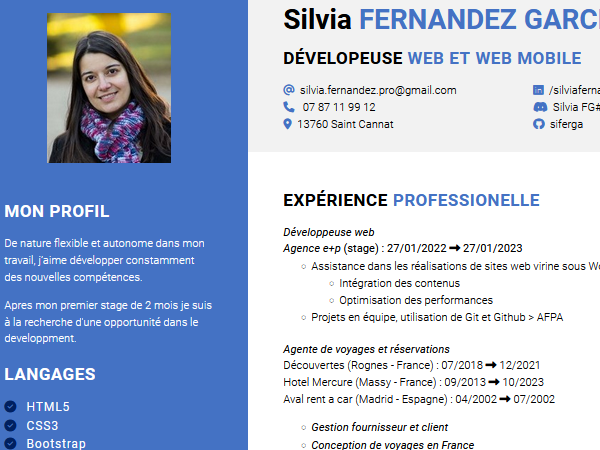 Silvia FERNANDEZ
DÉVELOPEUSE WEB ET WEB MOBILE
silvia.fernandez.pro@gmail.com
07 87 11 99 12
Silvia FG#
13760 Saint Cannat
siferga
MON PROFIL
De nature flexible et autonome dans mon
travail, j'aime développer constamment
des nouvelles compétences.
Apres mon premier stage de 2 mois je suis
à la recherche d'une opportunité dans le
developpment.
LANGAGES
HTML5
CSS3
Bootstrap
EXPÉRIENCE PROFESSIONELLE
Développeuse web
Agence e+p (stage) : 27/01/2022 ➞ 27/01/2023
Assistance dans les réalisations de sites web virine sous
Intégration des contenus
Optimisation des performances
Projets en équipe, utilisation de Git et Github > AFPA
Agente de voyages et réservations
Découvertes (Rognes - France) : 07/2018 ➞ 12/2021
Hotel Mercure (Massy - France) : 09/2013 ➞ 10/2023
Aval rent a car (Madrid - Espagne) : 04/2002 ➞ 07/2002
Gestion fournisseur et client
Conception de voyages en France